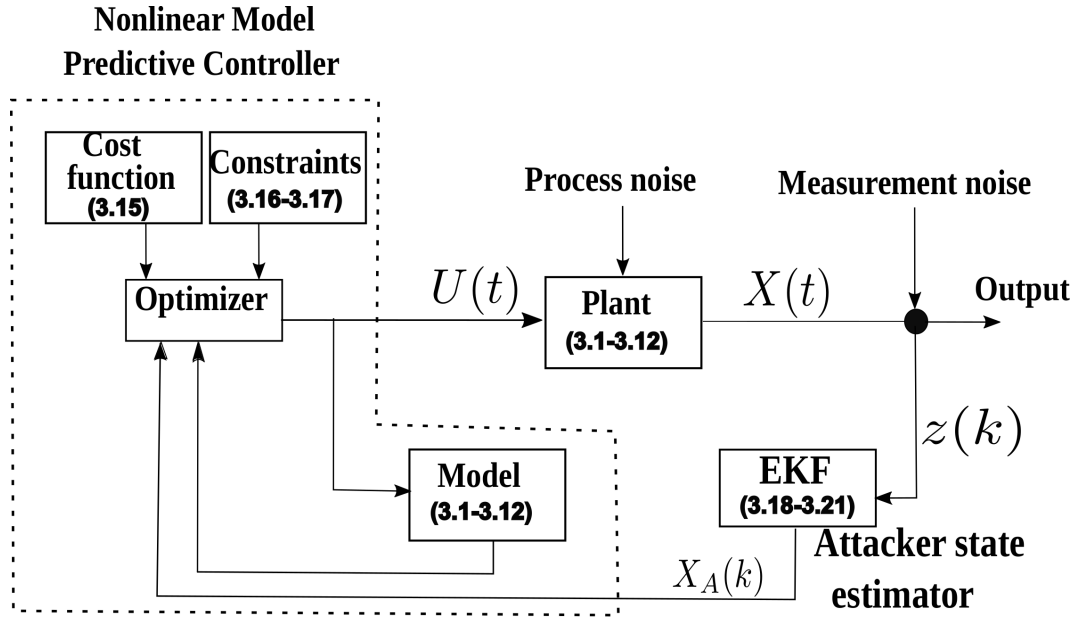 Nonlinear Model
Predictive Controller
Cost
function
(3.15)
Constraints
(3.16-3.17)
Process noise
Measurement noise
Optimizer
U(t)
Plant
(3.1-3.12)
X(t)
Output
z(k)
Model
(3.1-3.12)
EKF
(3.18-3.21)
Attacker state
estimator
X_A(k)